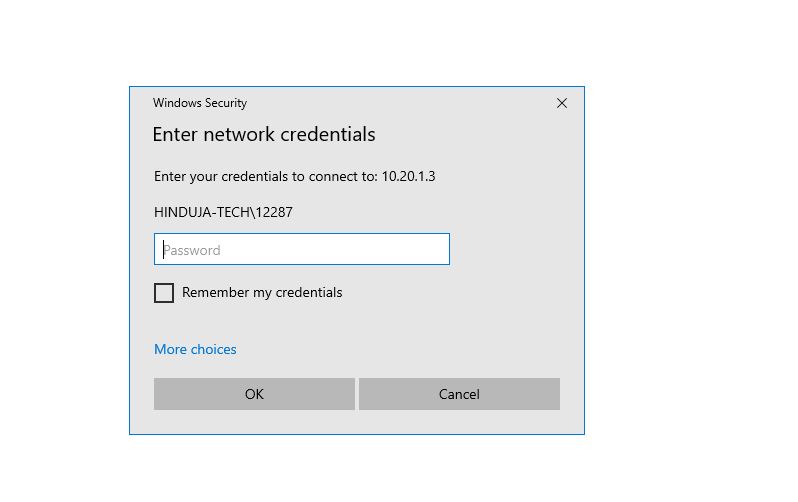 Windows Security
Enter network credentials
Enter your credentials to connect to: 10.20.1.3
HINDUJA-TECH\12287
Password
Remember my credentials
More choices
OK
Cancel